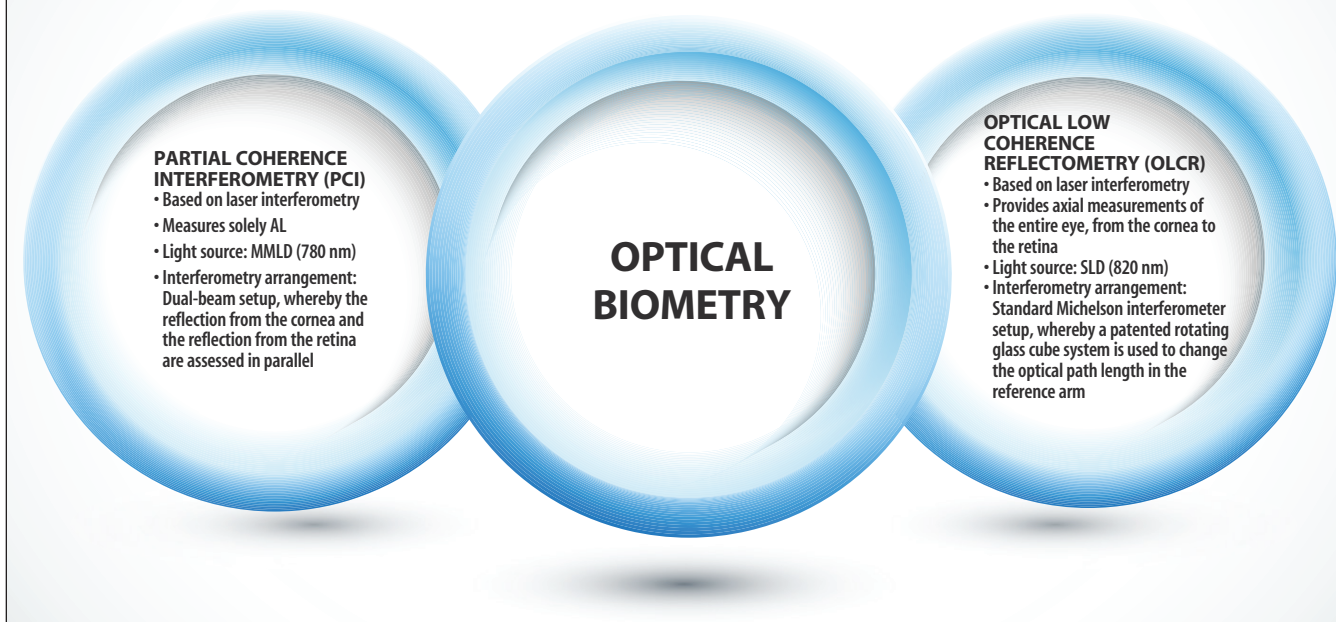 PARTIAL COHERENCE
INTERFEROMETRY (PCI)
• Based on laser interferometry
• Measures solely AL
• Light source: MMLD (780 nm)
• Interferometry arrangement:
Dual-beam setup, whereby the
reflection from the cornea and
the reflection from the retina
are assessed in parallel
OPTICAL
BIOMETRY
OPTICAL LOW
COHERENCE
REFLECTOMETRY (OLCR)
• Based on laser interferometry
• Provides axial measurements of
the entire eye, from the cornea to
the retina
• Light source: SLD (820 nm)
• Interferometry arrangement:
Standard Michelson interferometer
setup, whereby a patented rotating
glass cube system is used to change
the optical path length in the
reference arm